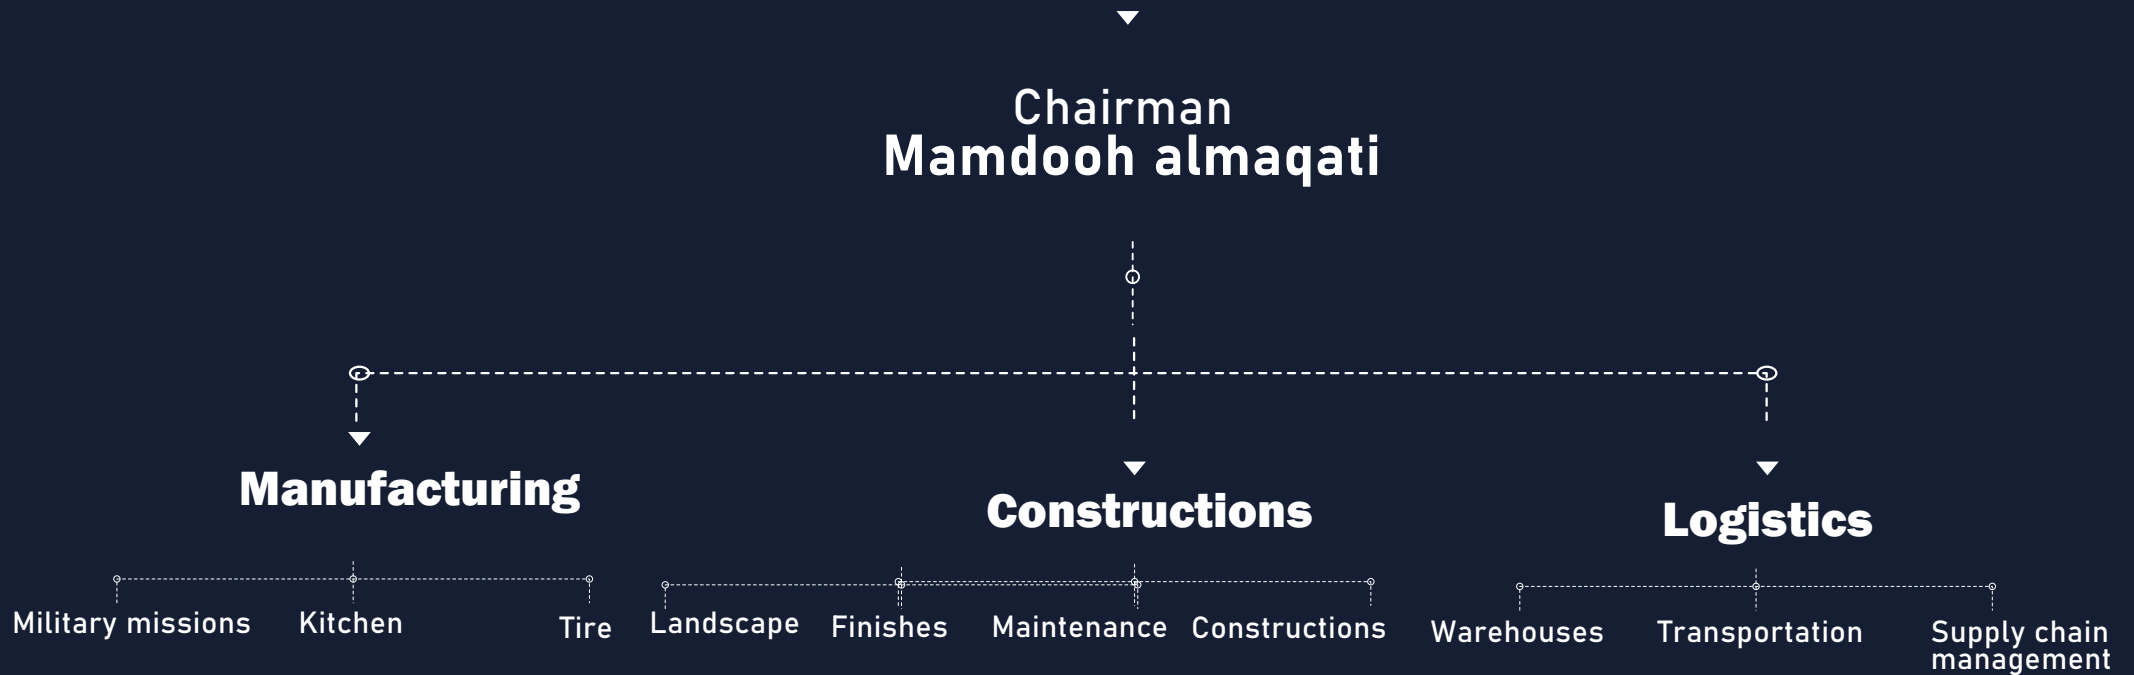 Chairman
Mamdooh almaqati
Manufacturing
Constructions
Logistics
Military missions
Kitchen
Tire
Landscape
Finishes
Maintenance
Constructions
Warehouses
Transportation
Supply chain
management